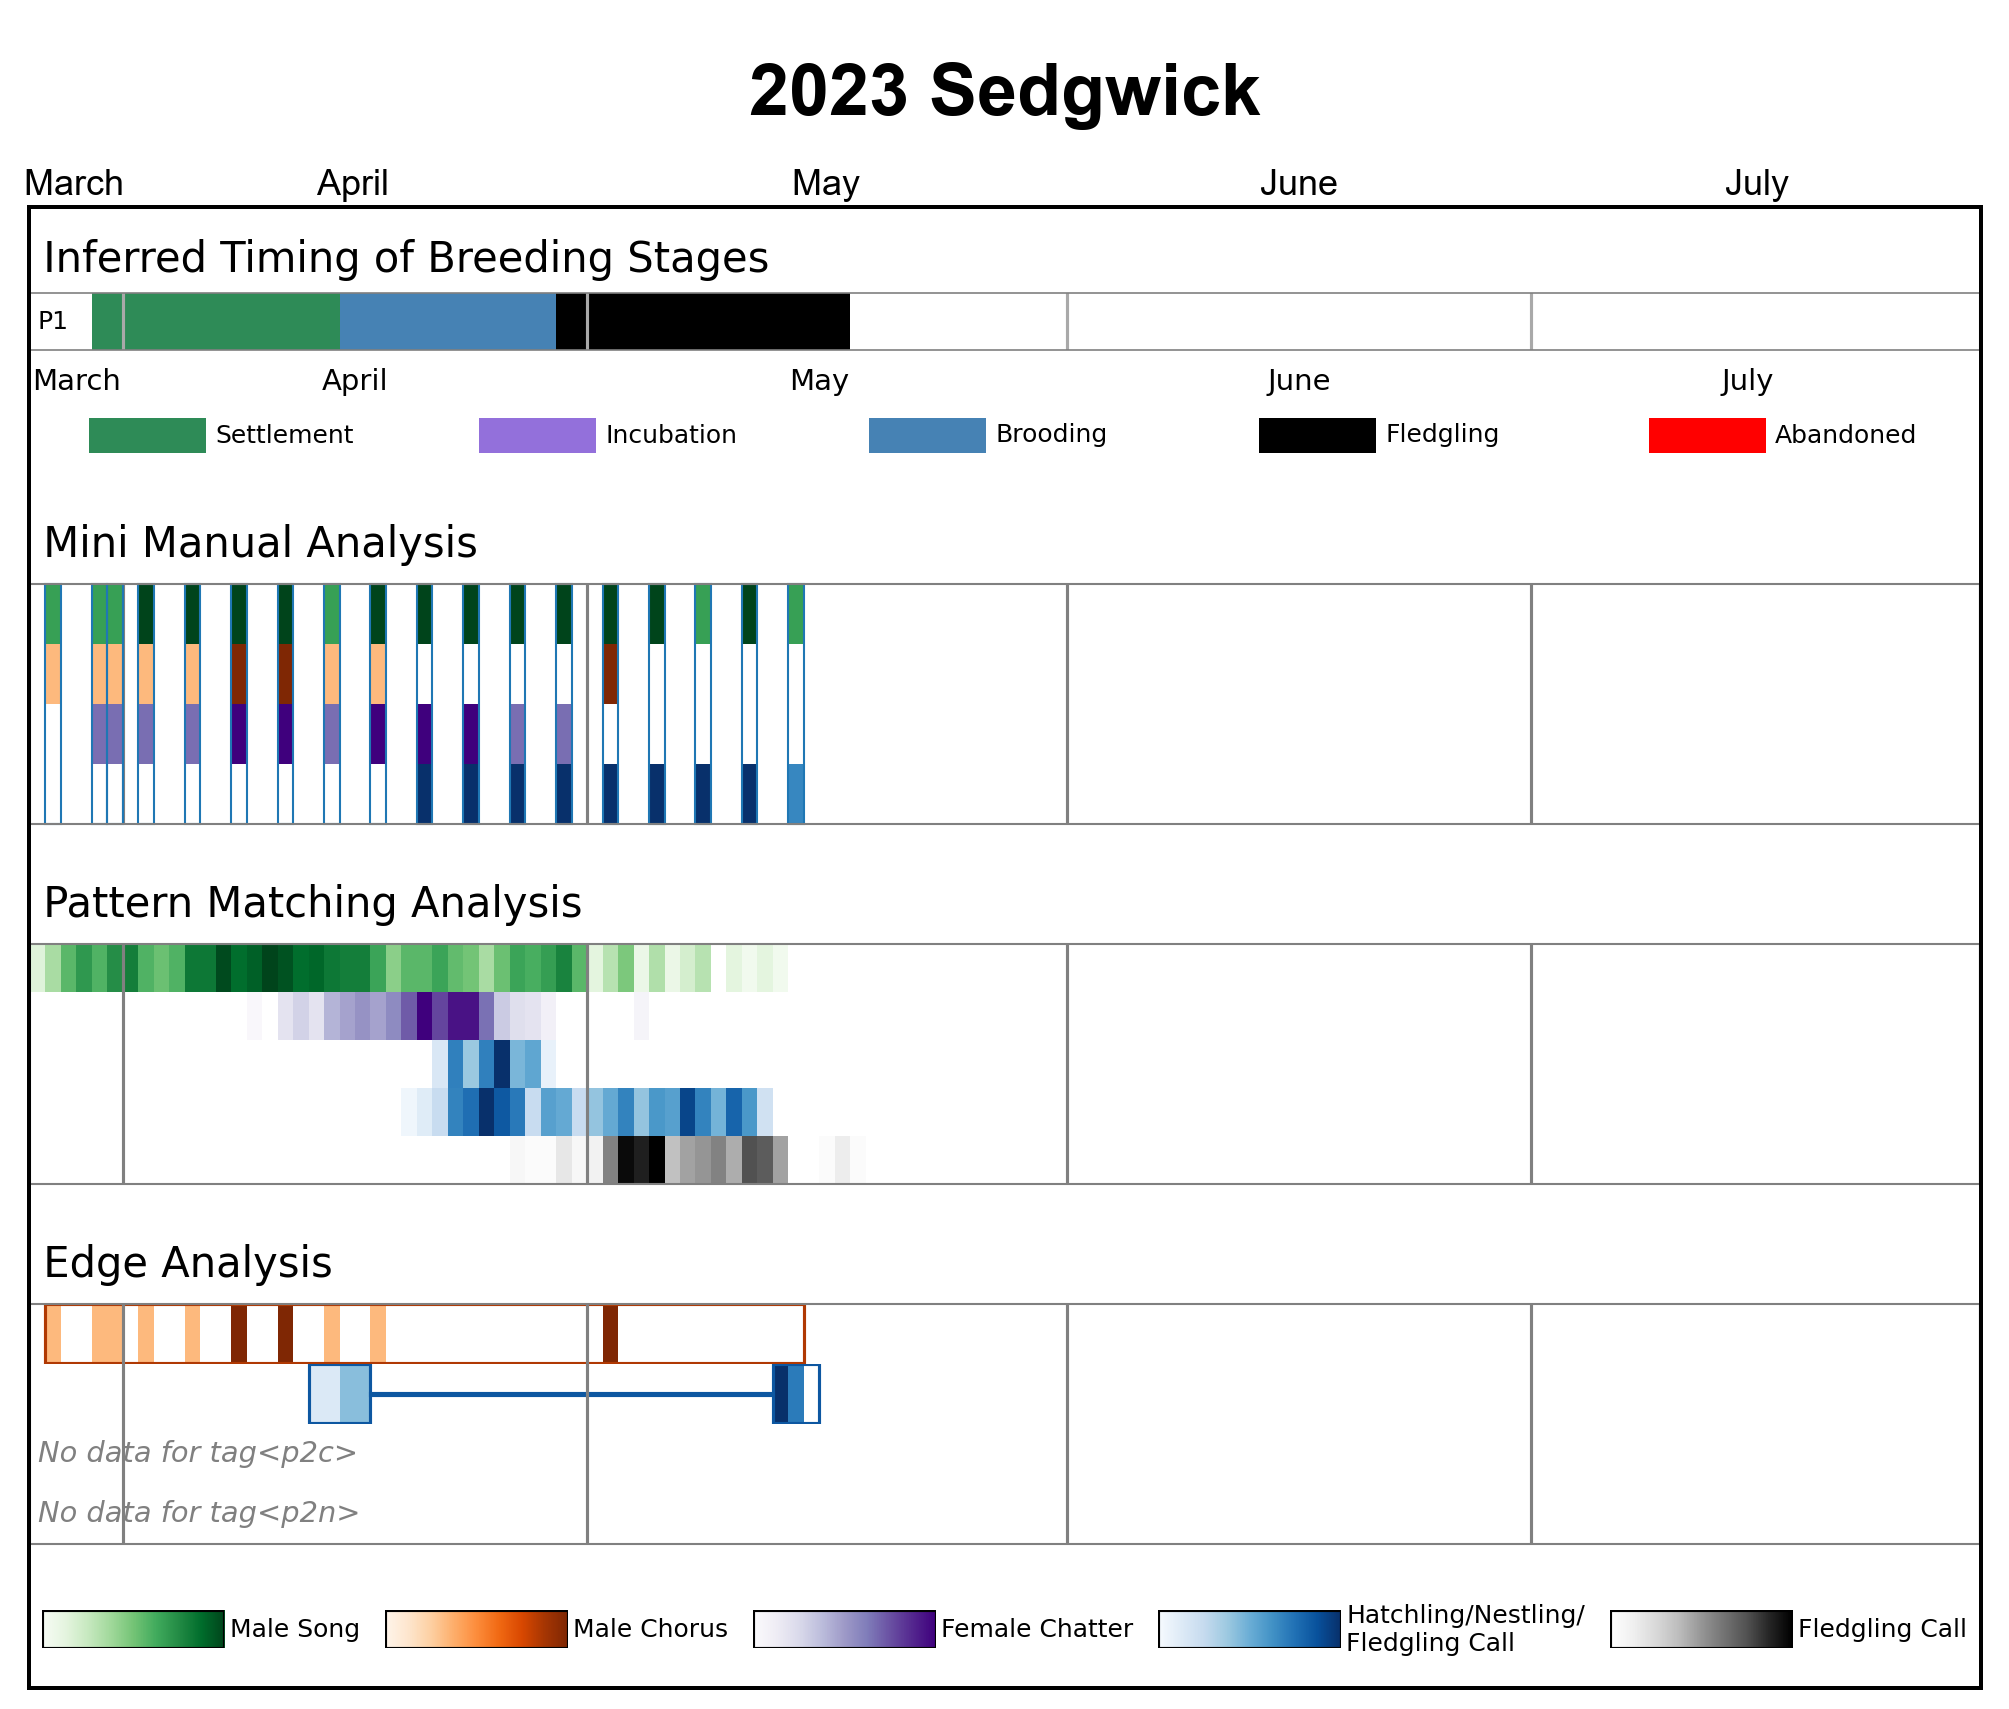 2023 Sedgwick
March April May June July
Inferred Timing of Breeding Stages
P1
March April May June July
Settlement Incubation Brooding Fledgling Abandoned
Mini Manual Analysis
Pattern Matching Analysis
Edge Analysis
No data for tag<p2c>
No data for tag<p2n>
Male Song Male Chorus Female Chatter Hatchling/Nestling/
Fledgling Call Fledgling Call